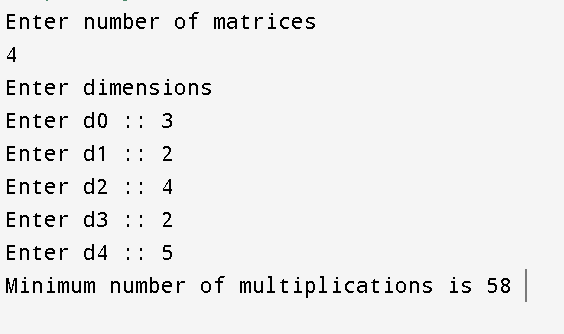 Enter number of matrices
4
Enter dimensions
Enter d0 :: 3
Enter d1 :: 2
Enter d2 :: 4
Enter d3 :: 2
Enter d4 :: 5
Minimum number of multiplications is 58